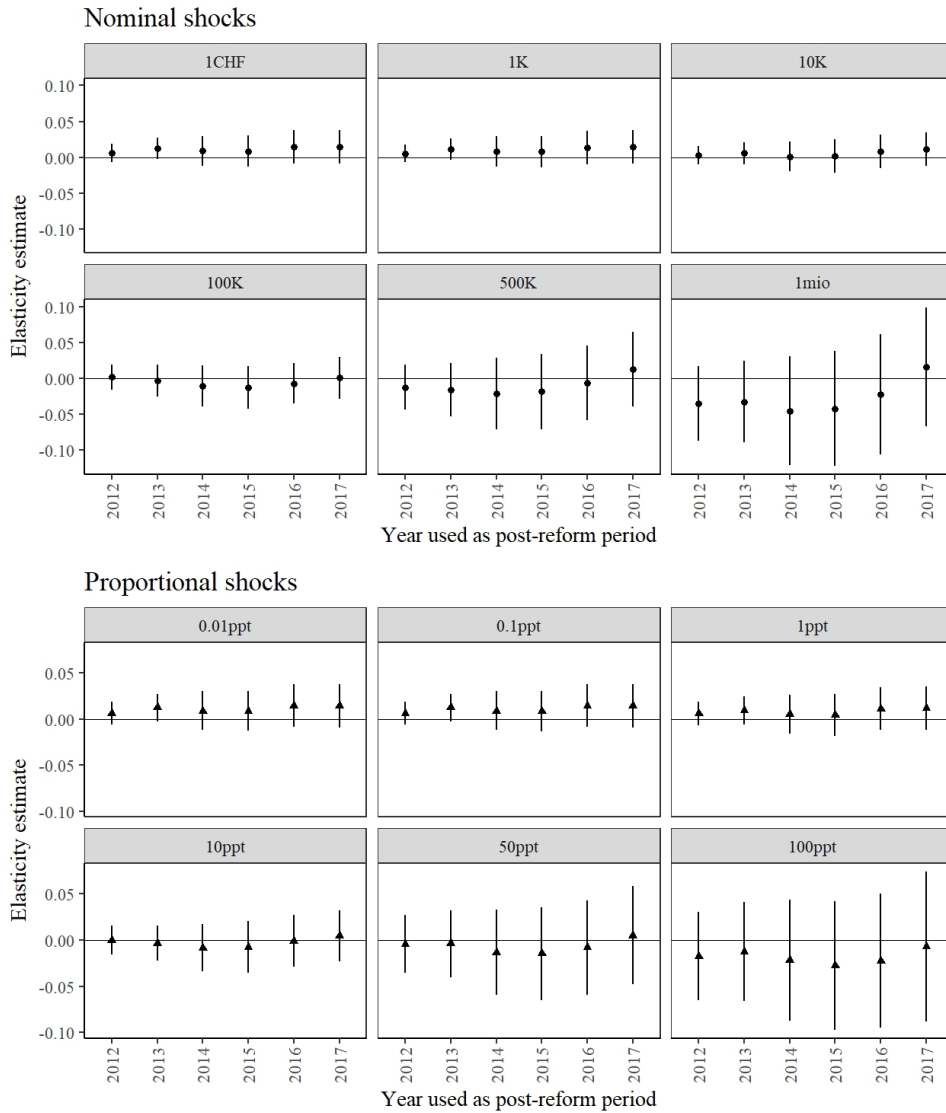 Nominal shocks
1CHF 1K 10K
0.10
0.05
0.00
-0.05
-0.10
100K 500K 1mio
0.10
0.05
0.00
-0.05
-0.10
Elasticity estimate
2012 2013 2014 2015 2016 2017 2012 2013 2014 2015 2016 2017 2012 2013 2014 2015 2016 2017
Year used as post-reform period
Proportional shocks
0.01ppt 0.1ppt 1ppt
0.05
0.00
-0.05
-0.10
10ppt 50ppt 100ppt
0.05
0.00
-0.05
-0.10
Elasticity estimate
2012 2013 2014 2015 2016 2017 2012 2013 2014 2015 2016 2017 2012 2013 2014 2015 2016 2017
Year used as post-reform period